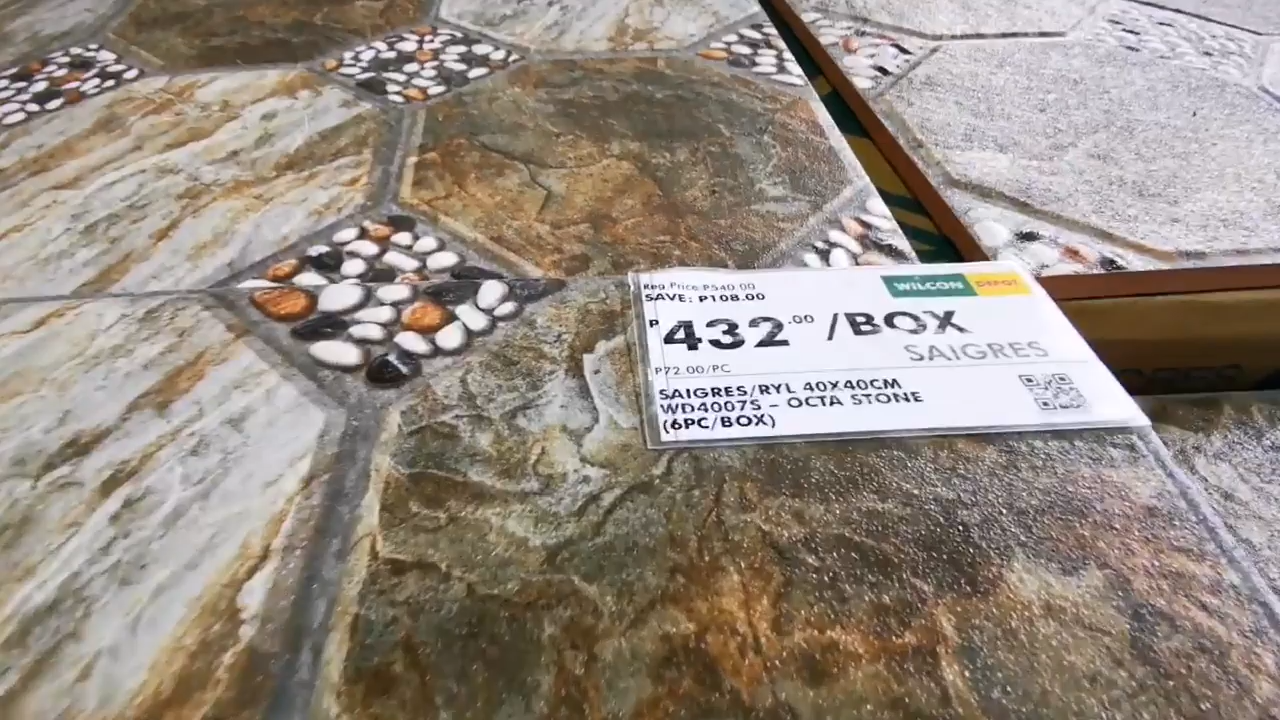 Reg. Price: P540.00
SAVE: P108.00
WILCON DEPOT
P432.00 /BOX
SAIGRES
P72.00/PC
SAIGRES/RYL 40X40CM
WD4007S - OCTA STONE
(6PC/BOX)